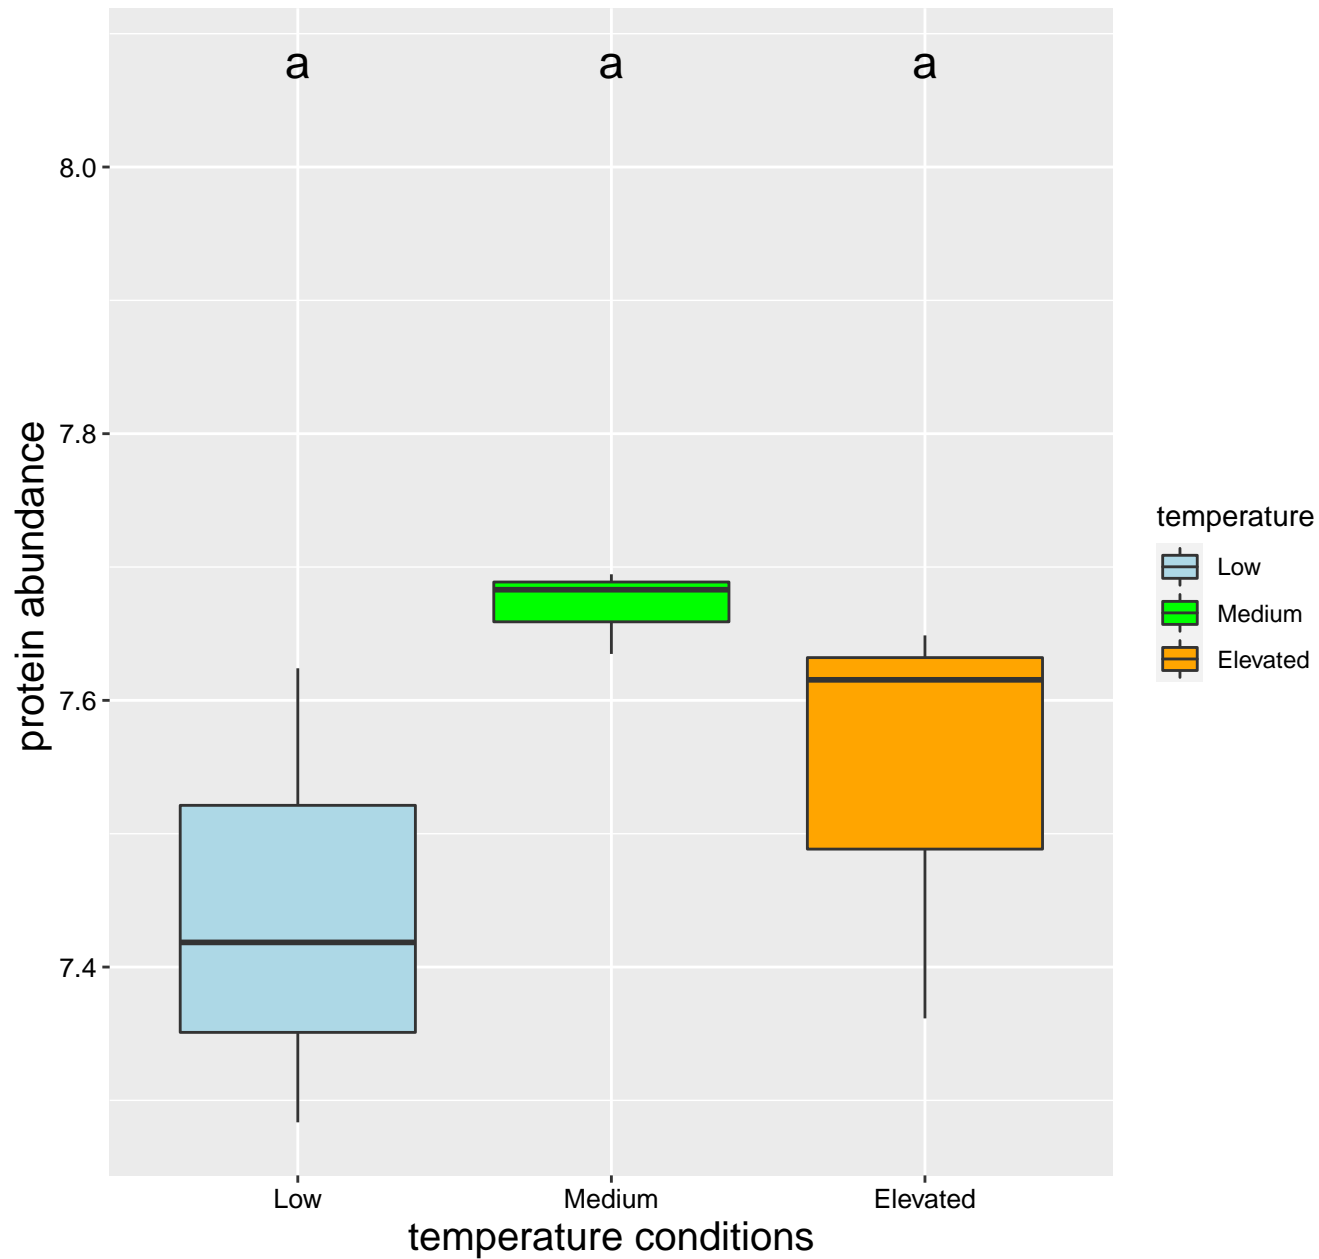 a a a
8.0
7.8
7.6
7.4
protein abundance
Low Medium Elevated
temperature conditions
temperature
Low
Medium
Elevated